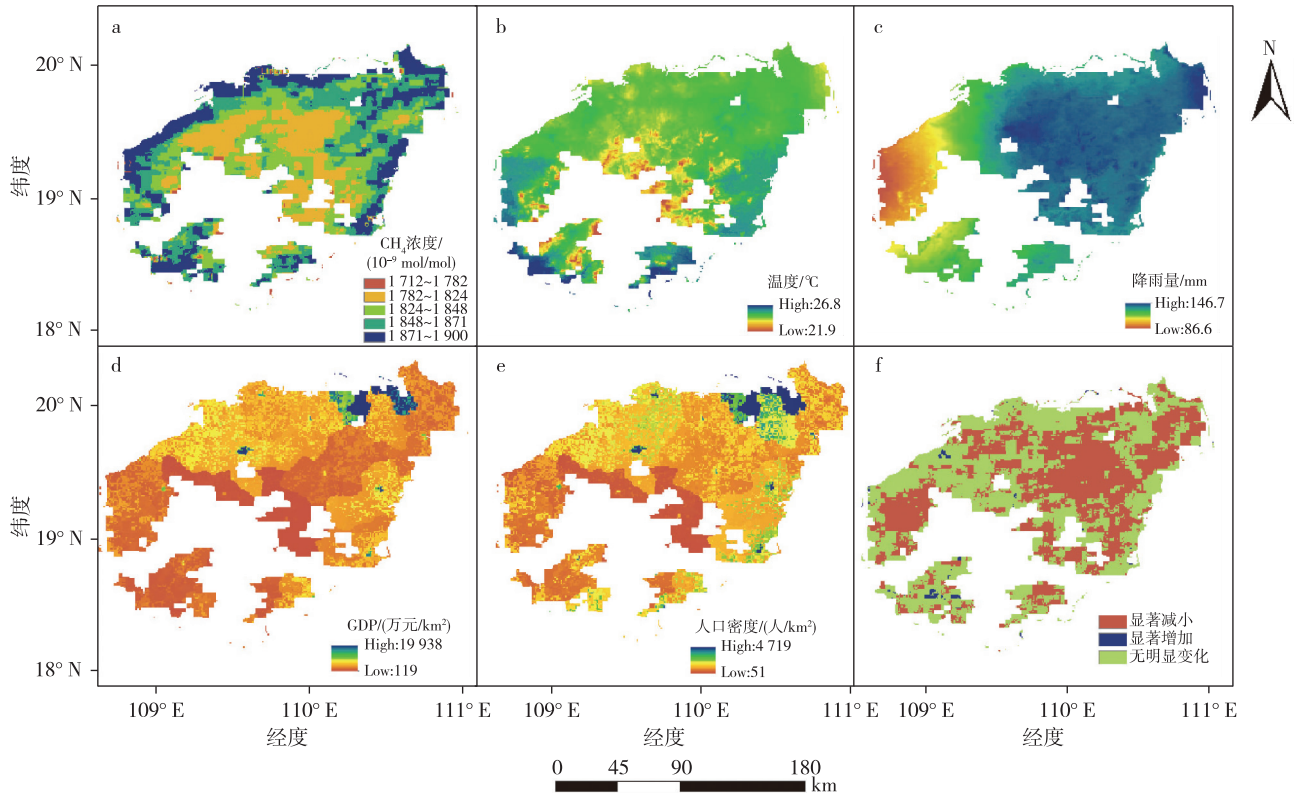 a
b
c
N
20° N
19° N
18° N
纬度
CH₄浓度/
(10⁻⁹ mol/mol)
1 712~1 782
1 782~1 824
1 824~1 848
1 848~1 871
1 871~1 900
温度/℃
High:26.8
Low:21.9
降雨量/mm
High:146.7
Low:86.6
d
e
f
20° N
19° N
18° N
纬度
GDP/(万元/km²)
High:19 938
Low:119
人口密度/(人/km²)
High:4 719
Low:51
显著减小
显著增加
无明显变化
109° E
110° E
111° E
109° E
110° E
111° E
109° E
110° E
111° E
经度
经度
经度
0 45 90 180
km